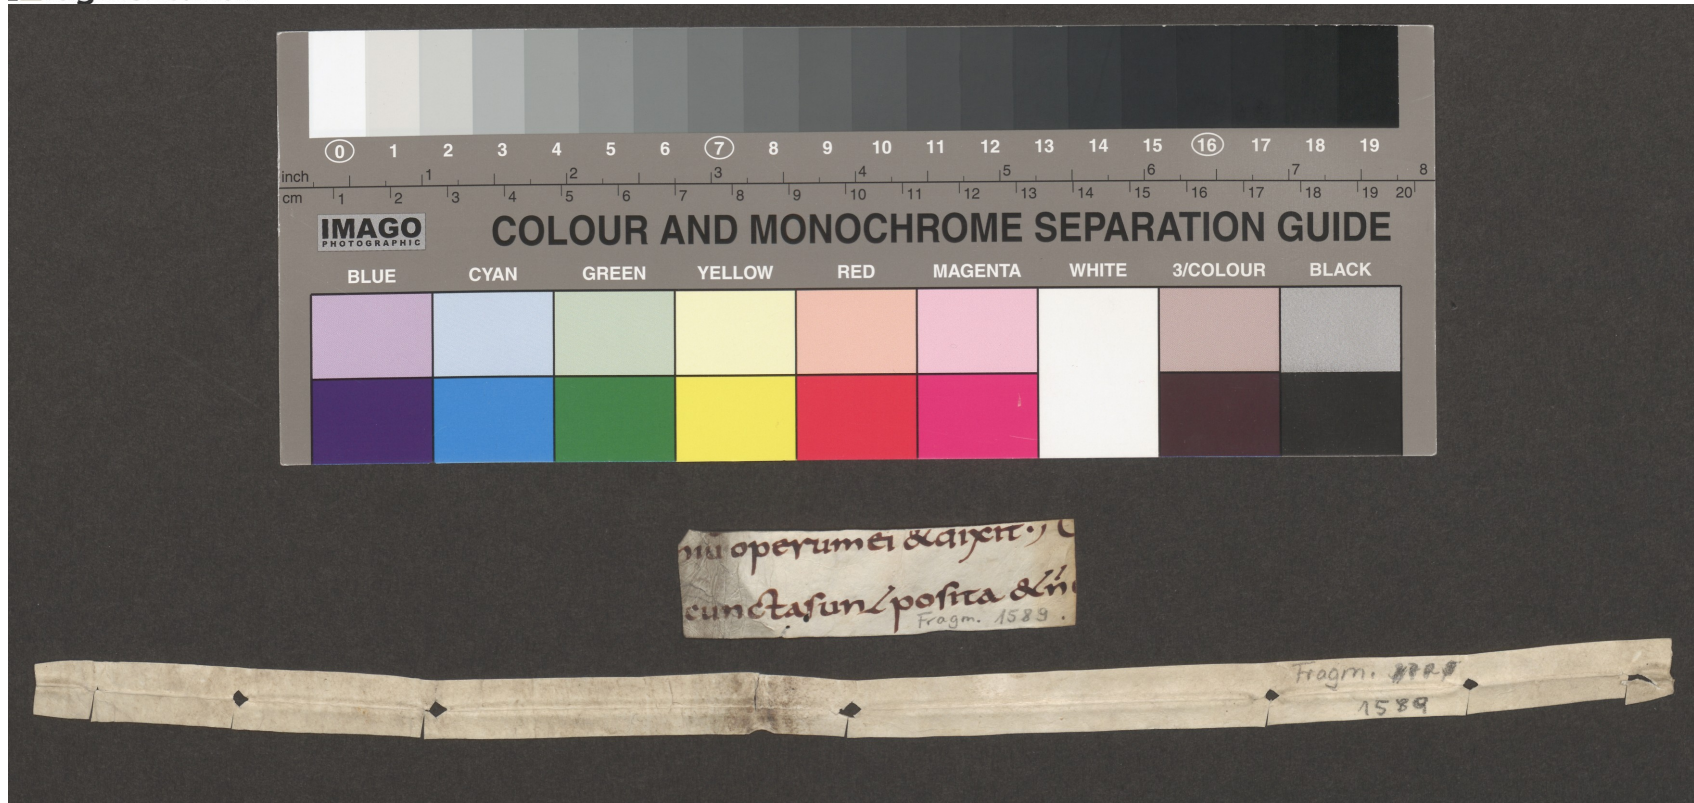 0 1 2 3 4 5 6 7 8 9 10 11 12 13 14 15 16 17 18 19
inch 1 2 3 4 5 6 7 8
cm 1 2 3 4 5 6 7 8 9 10 11 12 13 14 15 16 17 18 19 20
IMAGO
PHOTOGRAPHIC
COLOUR AND MONOCHROME SEPARATION GUIDE
BLUE CYAN GREEN YELLOW RED MAGENTA WHITE 3/COLOUR BLACK
operum ei & dixit
cuncta sunt posita & n̄
Fragm. 1589.
Fragm.
1589